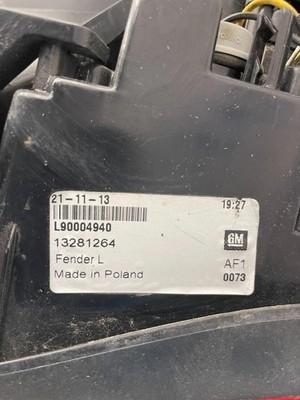 21-11-13 19:27
L90004940
13281264 GM
Fender L AF1
Made in Poland 0073